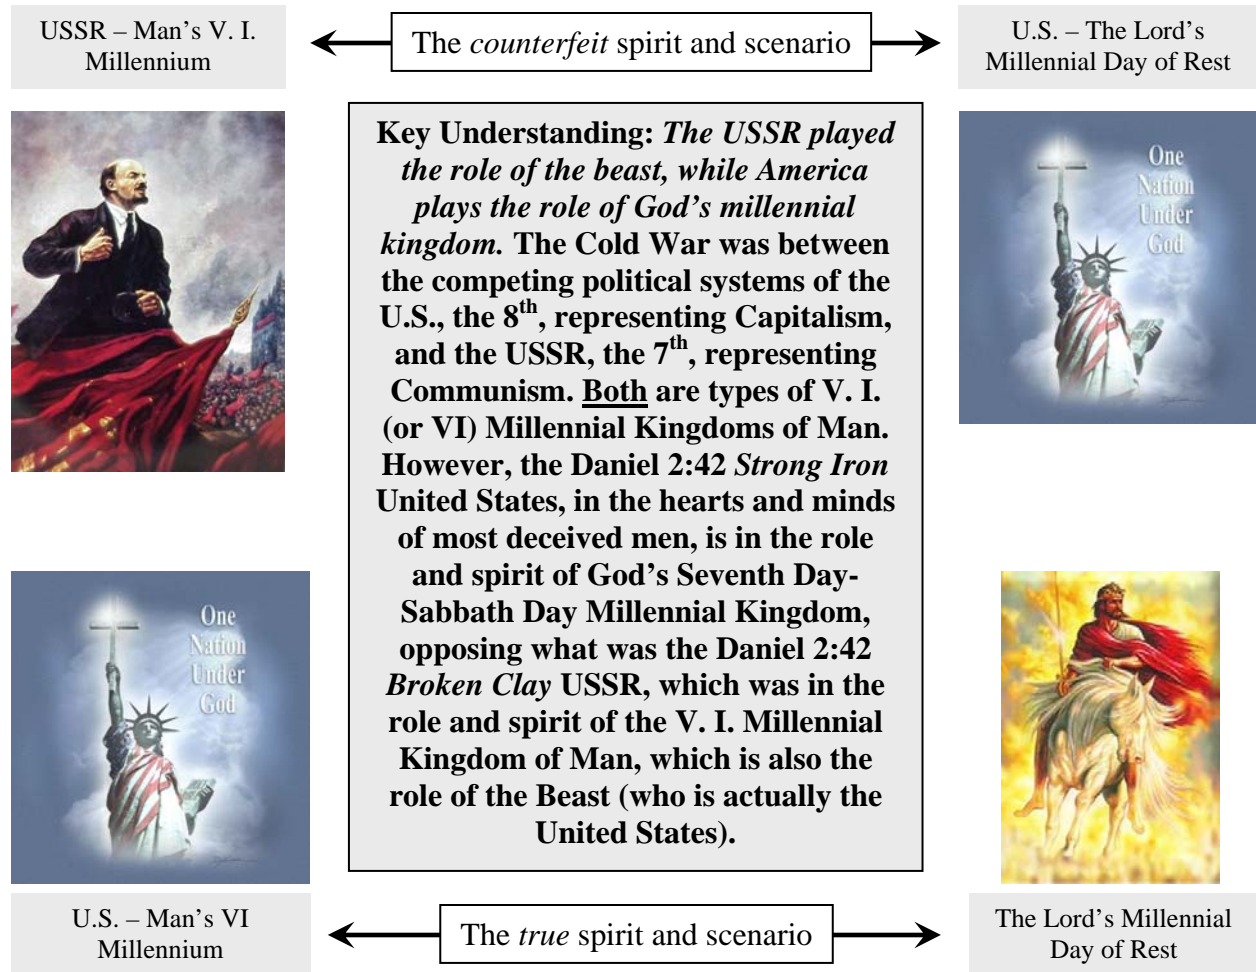 USSR – Man’s V. I.
Millennium
The counterfeit spirit and scenario
U.S. – The Lord’s
Millennial Day of Rest
One
Nation
Under
God
Key Understanding: The USSR played
the role of the beast, while America
plays the role of God’s millennial
kingdom. The Cold War was between
the competing political systems of the
U.S., the 8th, representing Capitalism,
and the USSR, the 7th, representing
Communism. Both are types of V. I.
(or VI) Millennial Kingdoms of Man.
However, the Daniel 2:42 Strong Iron
United States, in the hearts and minds
of most deceived men, is in the role
and spirit of God’s Seventh Day-
Sabbath Day Millennial Kingdom,
opposing what was the Daniel 2:42
Broken Clay USSR, which was in the
role and spirit of the V. I. Millennial
Kingdom of Man, which is also the
role of the Beast (who is actually the
United States).
One
Nation
Under
God
U.S. – Man’s VI
Millennium
The true spirit and scenario
The Lord’s Millennial
Day of Rest